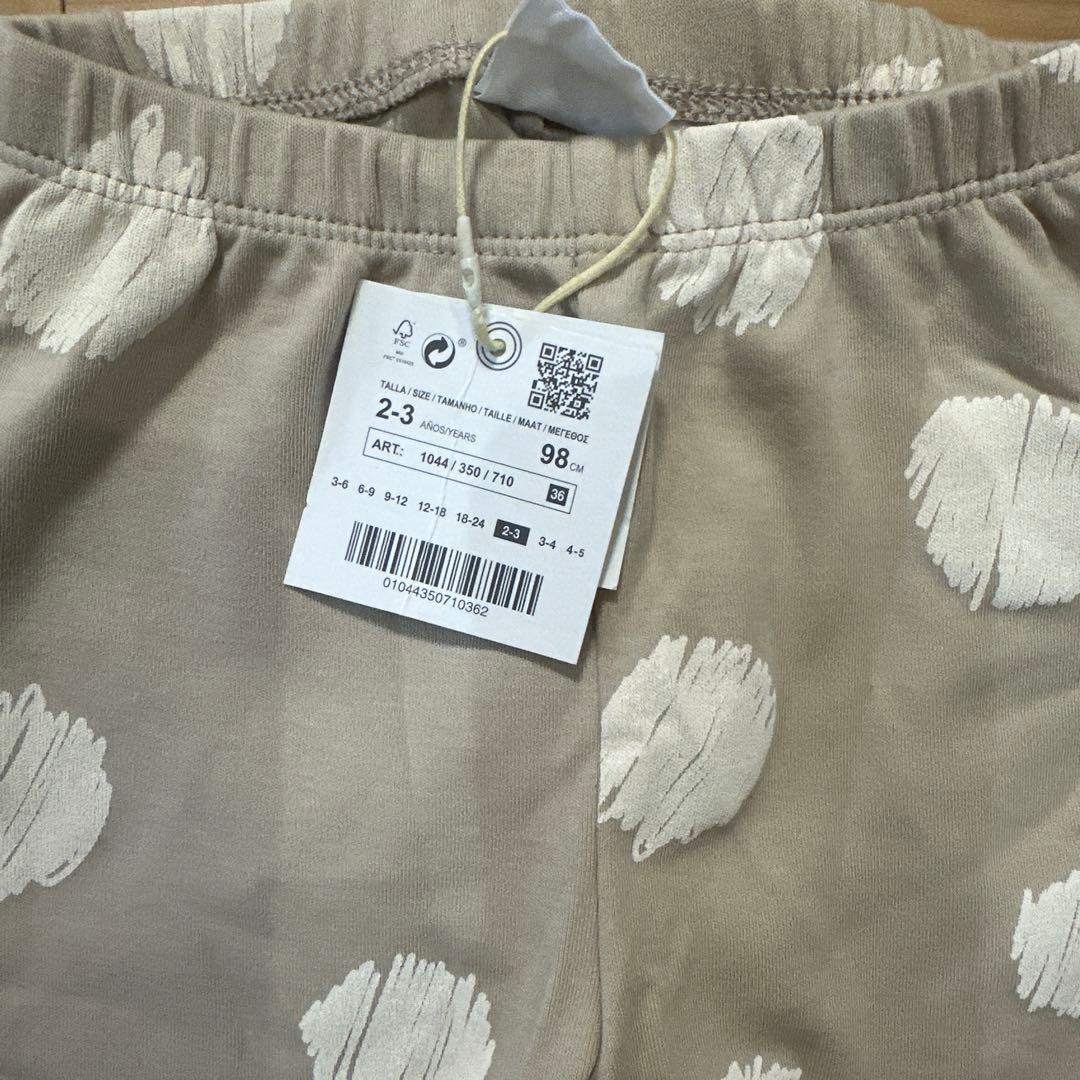 FSC
®
TALLA / SIZE / TAMANHO / TAILLE / MAAT / ΜΕΓΕΘΟΣ
2-3 AÑOS/YEARS 98 CM
ART.: 1044 / 350 / 710 36
3-6 6-9 9-12 12-18 18-24 2-3 3-4 4-5
01044350710362